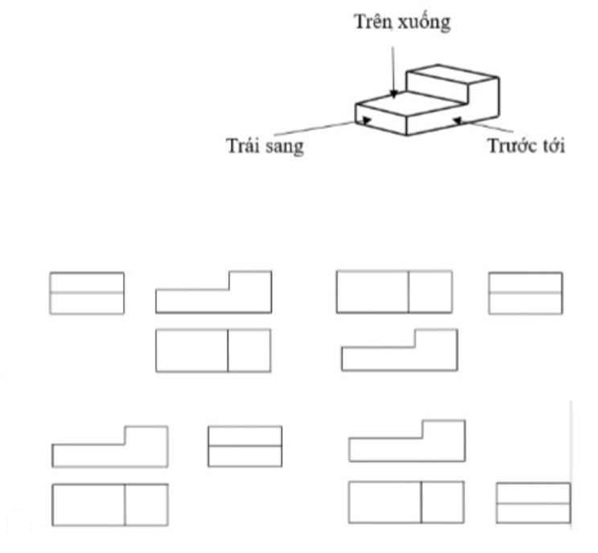 Trên xuống
Trái sang
Trước tới